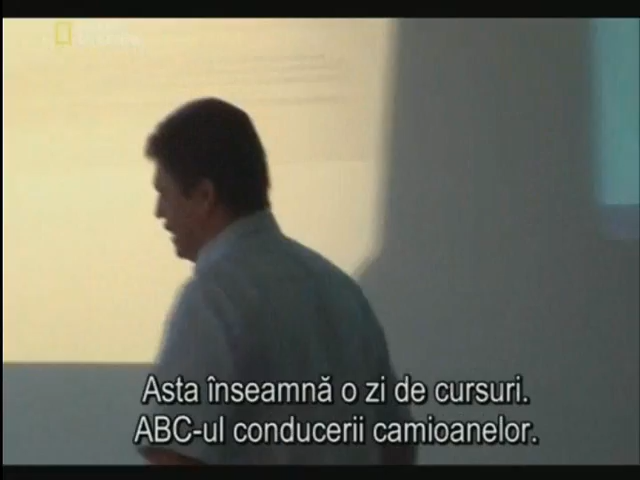 Asta înseamnă o zi de cursuri.
ABC-ul conducerii camioanelor.